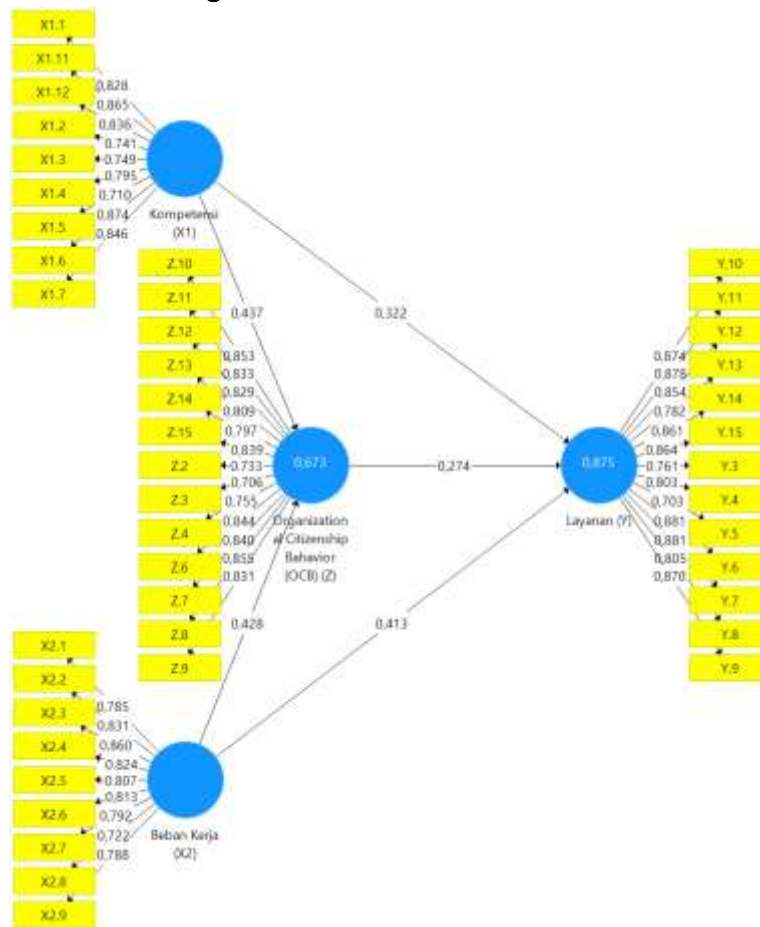 X1.1
X1.11
X1.12
X1.2
X1.3
X1.4
X1.5
X1.6
X1.7
0,828
0,865
0,836
0,741
0,749
0,795
0,710
0,874
0,846
Kompetensi
(X1)
0,437
0,322
Z.10
Z.11
Z.12
Z.13
Z.14
Z.15
Z.2
Z.3
Z.4
Z.6
Z.7
Z.8
Z.9
0,853
0,833
0,829
0,809
0,797
0,839
0,733
0,706
0,755
0,844
0,840
0,831
0,673
Organization
al Citizenship
Bahavior
(OCB) (Z)
0,274
0,875
Layanan (Y)
0,874
0,878
0,854
0,782
0,861
0,864
0,761
0,803
0,703
0,881
0,881
0,805
0,870
Y.10
Y.11
Y.12
Y.13
Y.14
Y.15
Y.3
Y.4
Y.5
Y.6
Y.7
Y.8
Y.9
0,428
0,413
X2.1
X2.2
X2.3
X2.4
X2.5
X2.6
X2.7
X2.8
X2.9
0,785
0,831
0,860
0,824
0,807
0,813
0,792
0,722
0,788
Beban Kerja
(X2)